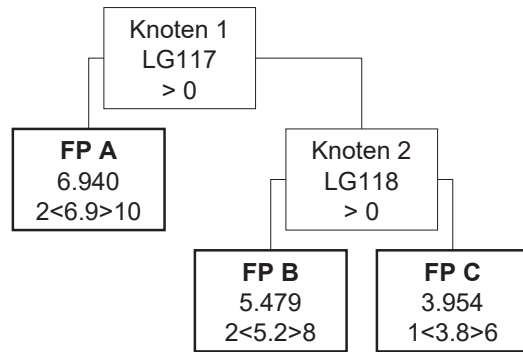 Knoten 1
LG117
> 0
FP A
6.940
2<6.9>10
Knoten 2
LG118
> 0
FP B
5.479
2<5.2>8
FP C
3.954
1<3.8>6